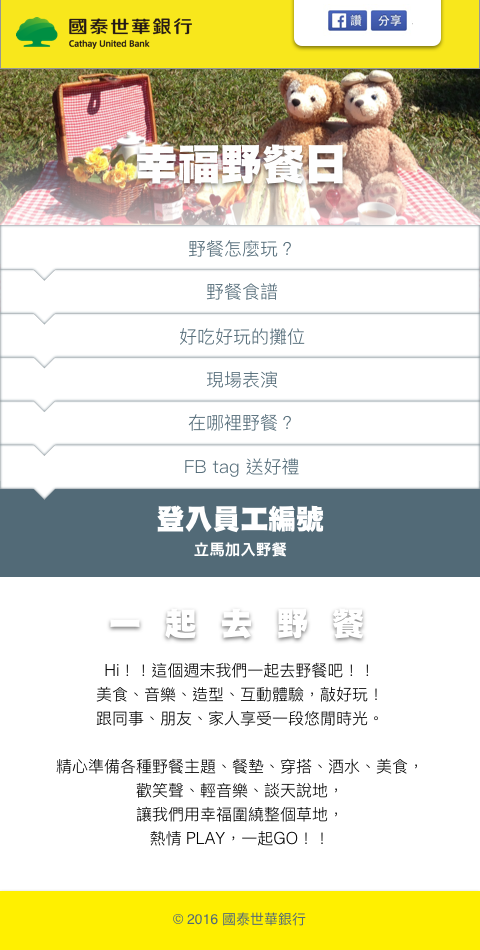 國泰世華銀行
Cathay United Bank
讚 分享
幸福野餐日
野餐怎麼玩？
野餐食譜
好吃好玩的攤位
現場表演
在哪裡野餐？
FB tag 送好禮
登入員工編號
立馬加入野餐
一起去野餐
Hi！！這個週末我們一起去野餐吧！！
美食、音樂、造型、互動體驗，敲好玩！
跟同事、朋友、家人享受一段悠閒時光。
精心準備各種野餐主題、餐墊、穿搭、酒水、美食，
歡笑聲、輕音樂、談天說地，
讓我們用幸福圍繞整個草地，
熱情 PLAY，一起GO！！
© 2016 國泰世華銀行